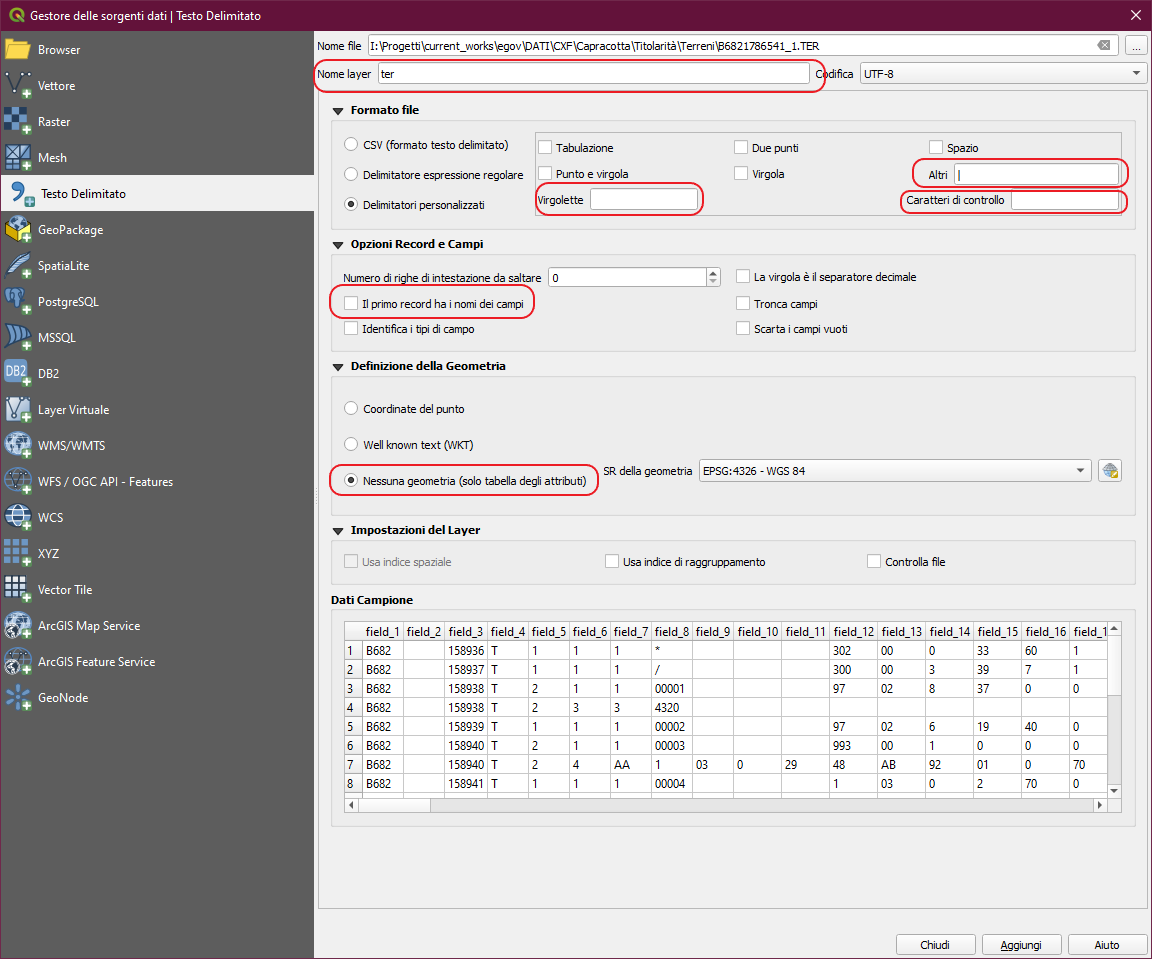 Gestore delle sorgenti dati | Testo Delimitato
Browser
Vettore
Raster
Mesh
Testo Delimitato
GeoPackage
SpatiaLite
PostgreSQL
MSSQL
DB2
DB2
Layer Virtuale
WMS/WMTS
WFS / OGC API - Features
WCS
XYZ
Vector Tile
ArcGIS Map Service
ArcGIS Feature Service
GeoNode
Nome file I:\Progetti\current_works\egov\DATI\CXF\Capracotta\Titolarità\Terreni\B6821786541_1.TER ...
Nome layer ter Codifica UTF-8
Formato file
CSV (formato testo delimitato)
Delimitatore espressione regolare
Delimitatori personalizzati
Tabulazione Due punti Spazio
Punto e virgola Virgola Altri |
Virgolette Caratteri di controllo
Opzioni Record e Campi
Numero di righe di intestazione da saltare 0 La virgola è il separatore decimale
Il primo record ha i nomi dei campi Tronca campi
Identifica i tipi di campo Scarta i campi vuoti
Definizione della Geometria
Coordinate del punto
Well known text (WKT)
Nessuna geometria (solo tabella degli attributi) SR della geometria EPSG:4326 - WGS 84
Impostazioni del Layer
Usa indice spaziale Usa indice di raggruppamento Controlla file
Dati Campione
field_1 field_2 field_3 field_4 field_5 field_6 field_7 field_8 field_9 field_10 field_11 field_12 field_13 field_14 field_15 field_16 field_1
1 B682 158936 T 1 1 1 * 302 00 0 33 60 1
2 B682 158937 T 1 1 1 / 300 00 3 39 7 1
3 B682 158938 T 2 1 1 00001 97 02 8 37 0 0
4 B682 158938 T 2 3 3 4320
5 B682 158939 T 1 1 1 00002 97 02 6 19 40 0
6 B682 158940 T 2 1 1 00003 993 00 1 0 0 0
7 B682 158940 T 2 4 AA 1 03 0 29 48 AB 92 01 0 70
8 B682 158941 T 1 1 1 00004 1 03 0 2 70 0
Chiudi Aggiungi Aiuto